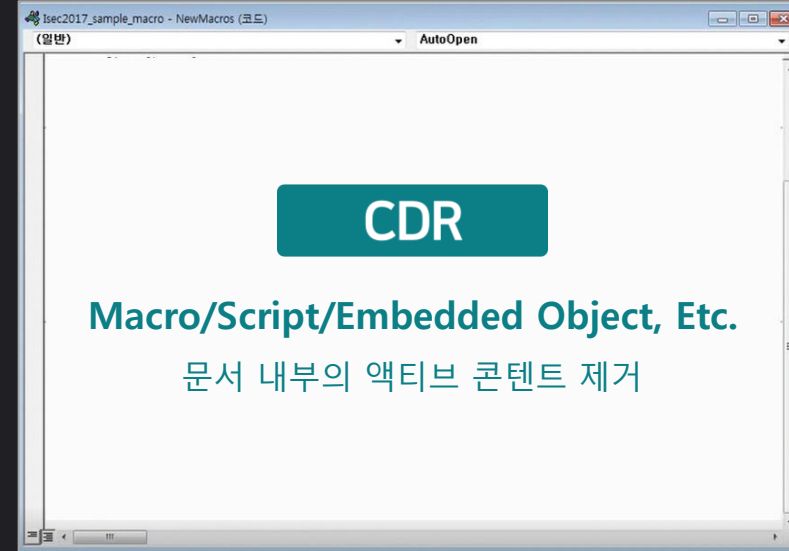 Isec2017_sample_macro - NewMacros (코드)
(일반) AutoOpen
CDR
Macro/Script/Embedded Object, Etc.
문서 내부의 액티브 콘텐트 제거